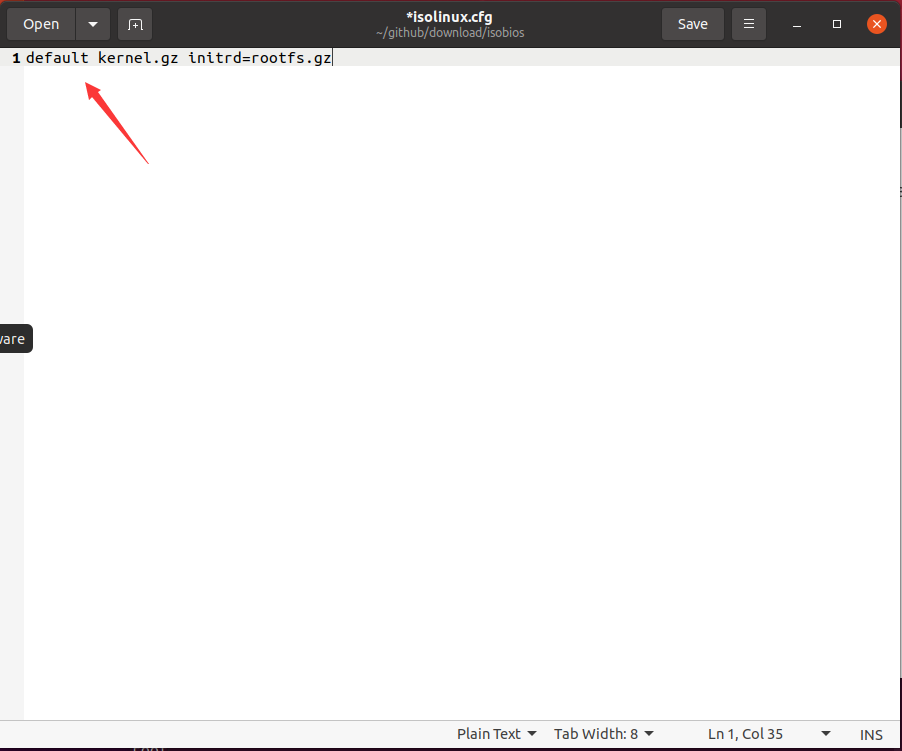 Open
*isolinux.cfg
~/github/download/isobios
Save
1 default kernel.gz initrd=rootfs.gz
Plain Text
Tab Width: 8
Ln 1, Col 35
INS